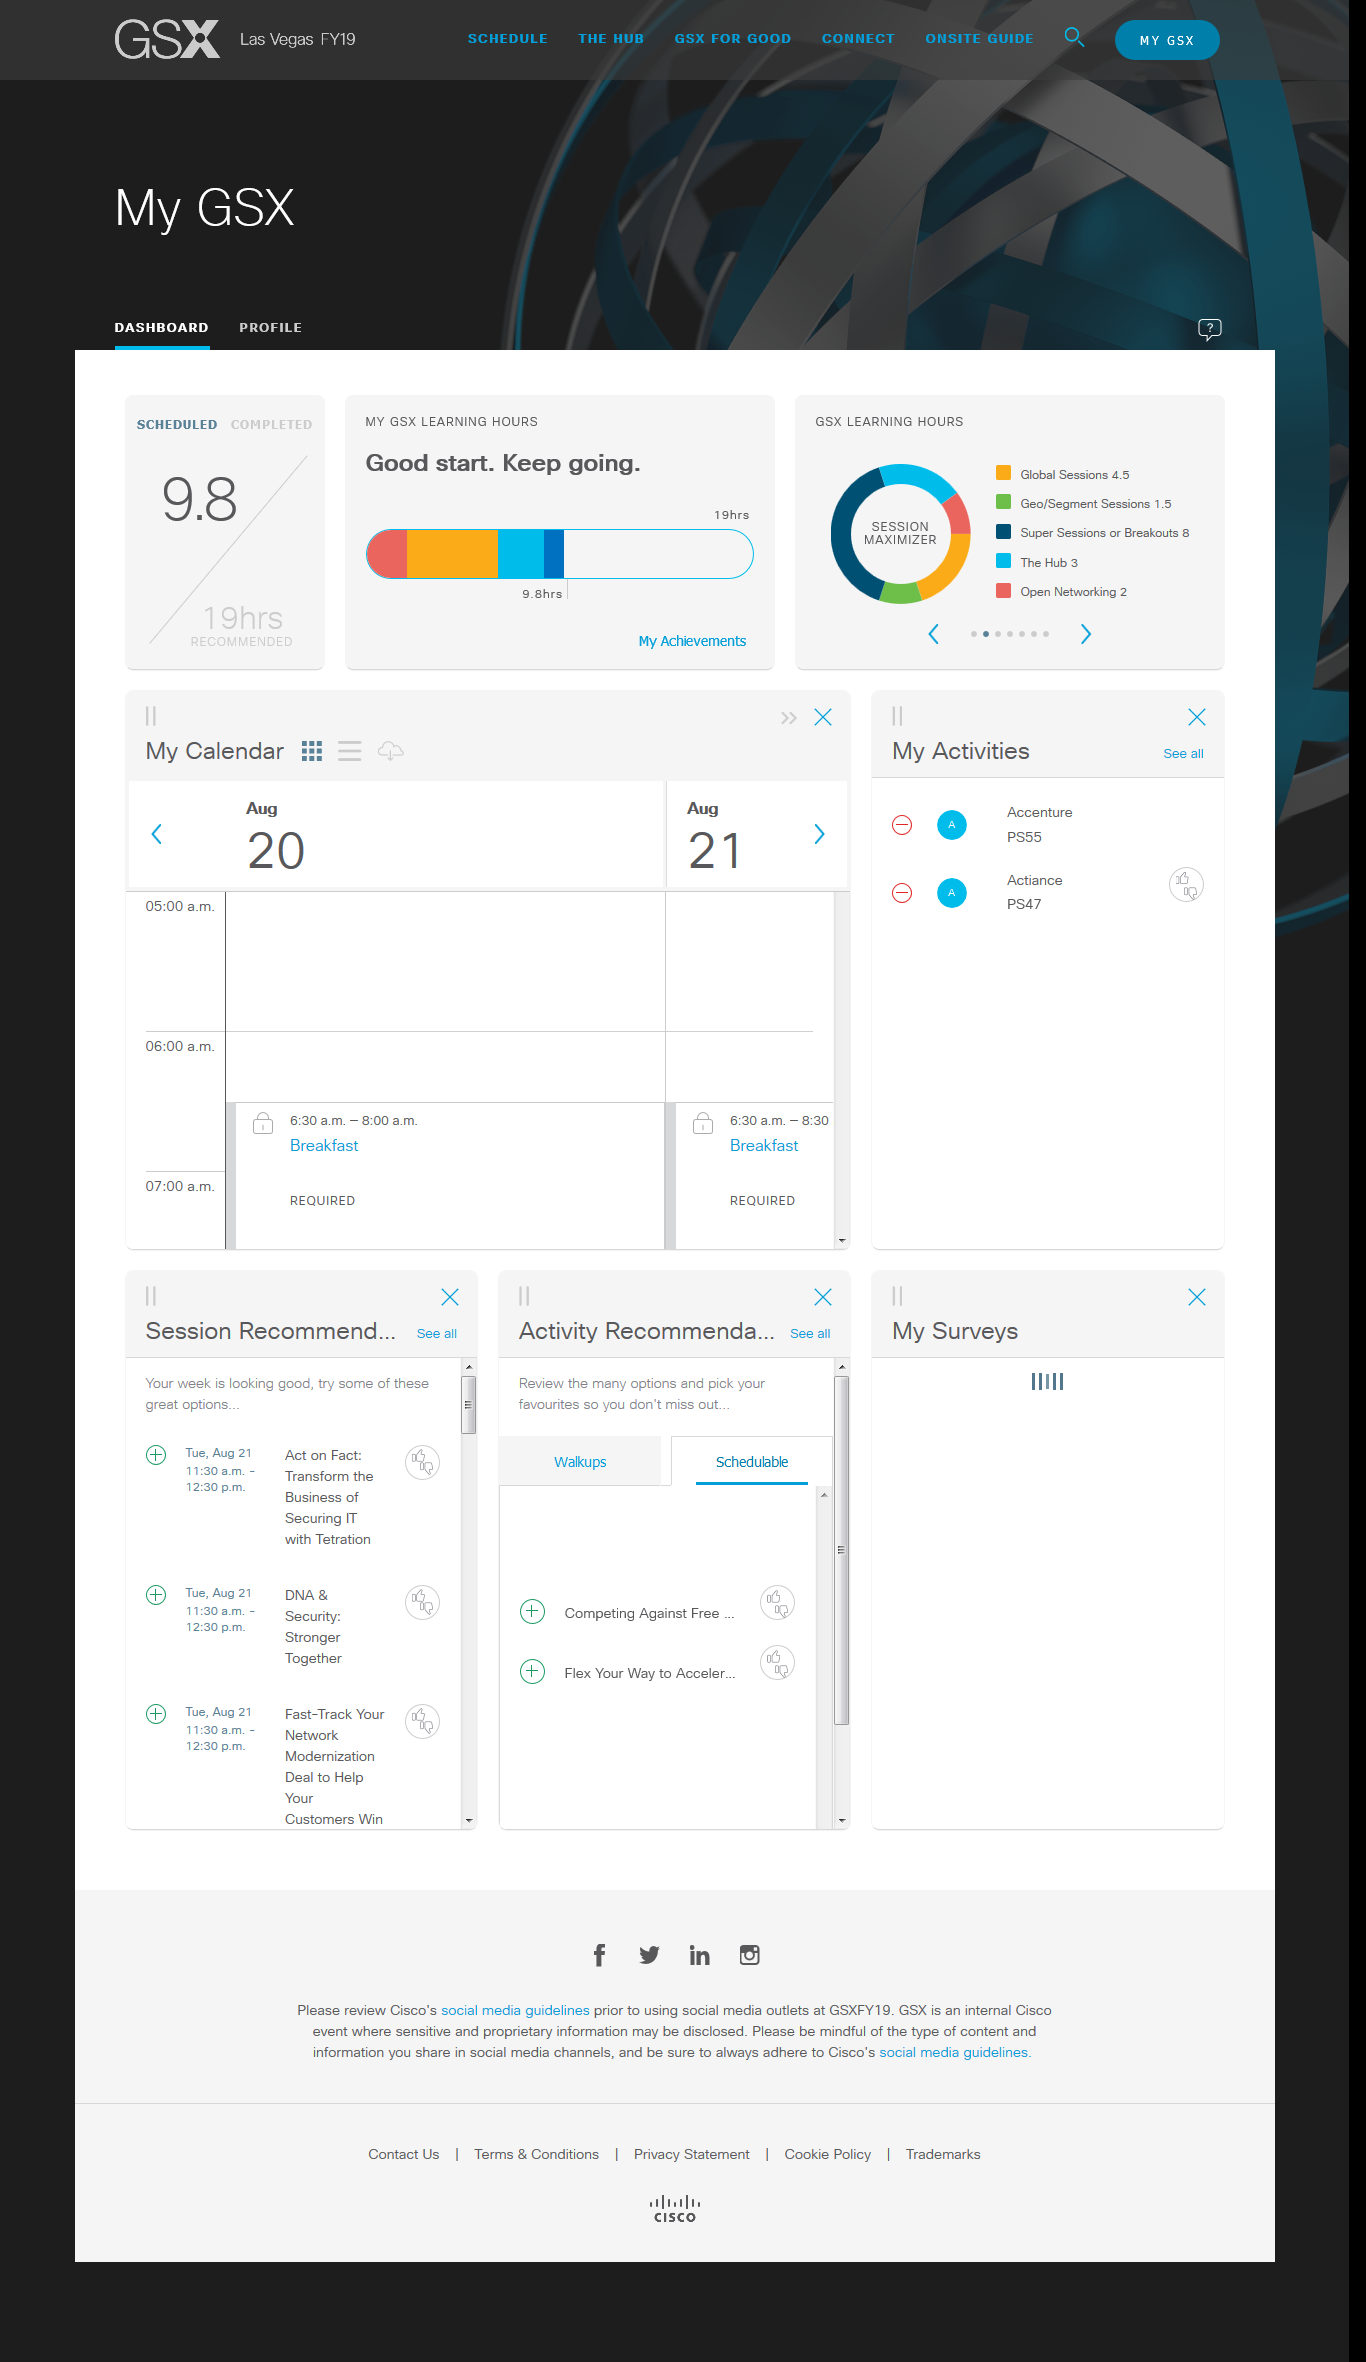 GSX Las Vegas FY19
SCHEDULE THE HUB GSX FOR GOOD CONNECT ONSITE GUIDE MY GSX
My GSX
DASHBOARD PROFILE
?
SCHEDULED COMPLETED
9.8
19hrs
RECOMMENDED
MY GSX LEARNING HOURS
Good start. Keep going.
19hrs
9.8hrs
My Achievements
GSX LEARNING HOURS
SESSION
MAXIMIZER
Global Sessions 4.5
Geo/Segment Sessions 1.5
Super Sessions or Breakouts 8
The Hub 3
Open Networking 2
My Calendar
Aug
20
Aug
21
05:00 a.m.
06:00 a.m.
07:00 a.m.
6:30 a.m. – 8:00 a.m.
Breakfast
REQUIRED
6:30 a.m. – 8:30
Breakfast
REQUIRED
My Activities See all
A Accenture
PS55
A Actiance
PS47
Session Recommend... See all
Your week is looking good, try some of these
great options...
Tue, Aug 21
11:30 a.m. -
12:30 p.m.
Act on Fact:
Transform the
Business of
Securing IT
with Tetration
Tue, Aug 21
11:30 a.m. -
12:30 p.m.
DNA &
Security:
Stronger
Together
Tue, Aug 21
11:30 a.m. -
12:30 p.m.
Fast-Track Your
Network
Modernization
Deal to Help
Your
Customers Win
Activity Recommenda... See all
Review the many options and pick your
favourites so you don't miss out...
Walkups Schedulable
Competing Against Free ...
Flex Your Way to Acceler...
My Surveys
Please review Cisco's social media guidelines prior to using social media outlets at GSXFY19. GSX is an internal Cisco
event where sensitive and proprietary information may be disclosed. Please be mindful of the type of content and
information you share in social media channels, and be sure to always adhere to Cisco's social media guidelines.
Contact Us | Terms & Conditions | Privacy Statement | Cookie Policy | Trademarks
CISCO